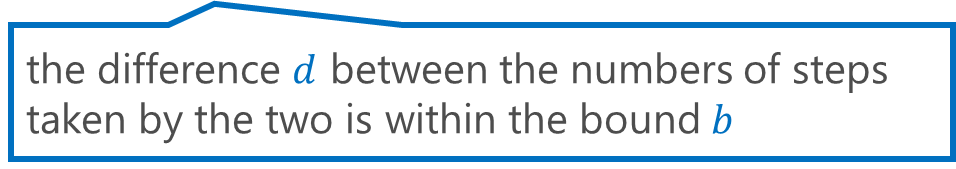 the difference d between the numbers of steps
taken by the two is within the bound b